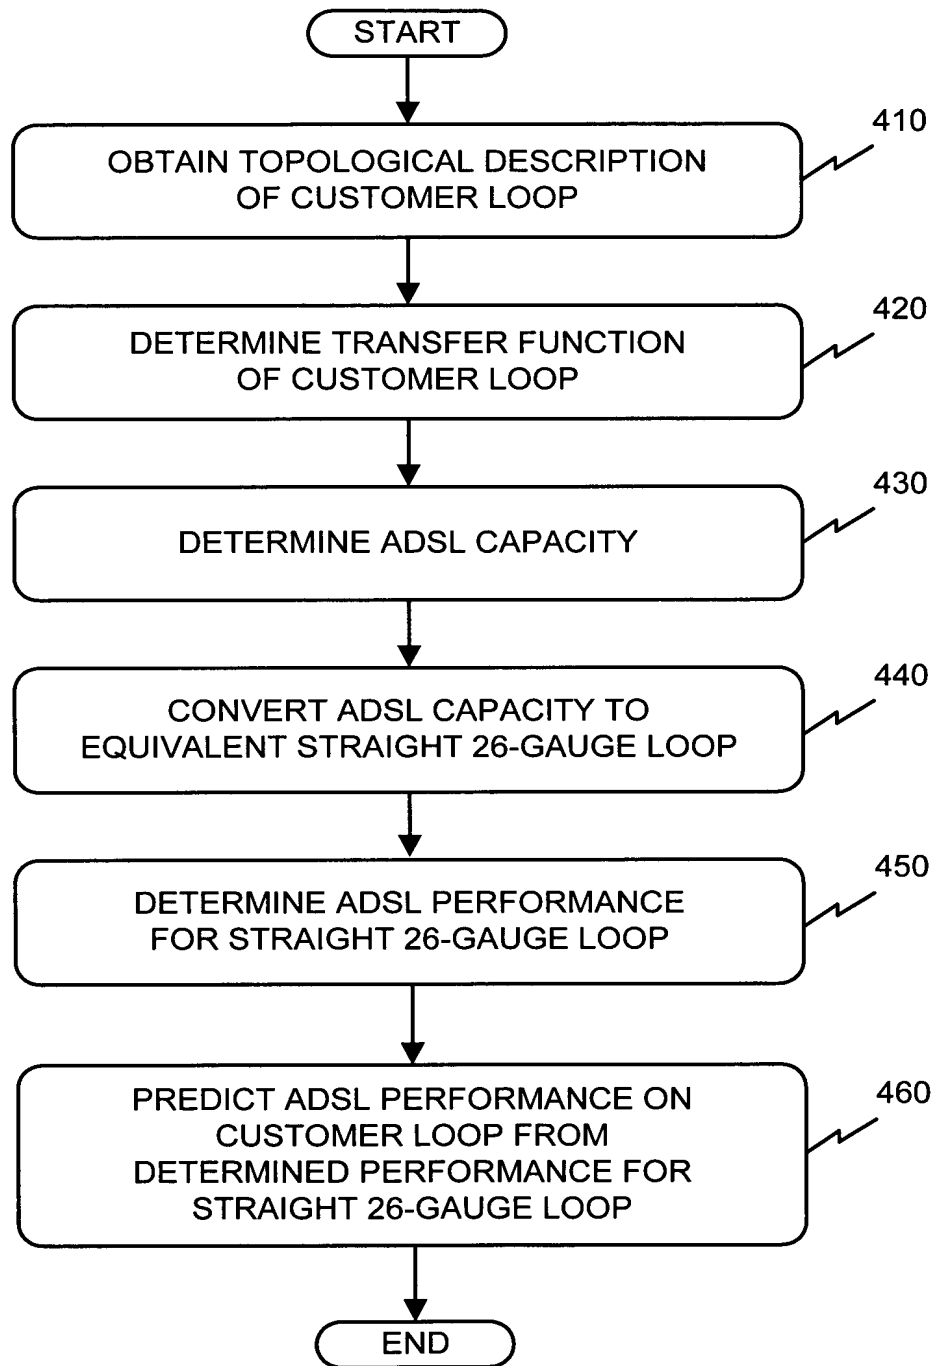 START
410
OBTAIN TOPOLOGICAL DESCRIPTION
OF CUSTOMER LOOP
420
DETERMINE TRANSFER FUNCTION
OF CUSTOMER LOOP
430
DETERMINE ADSL CAPACITY
440
CONVERT ADSL CAPACITY TO
EQUIVALENT STRAIGHT 26-GAUGE LOOP
450
DETERMINE ADSL PERFORMANCE
FOR STRAIGHT 26-GAUGE LOOP
460
PREDICT ADSL PERFORMANCE ON
CUSTOMER LOOP FROM
DETERMINED PERFORMANCE FOR
STRAIGHT 26-GAUGE LOOP
END